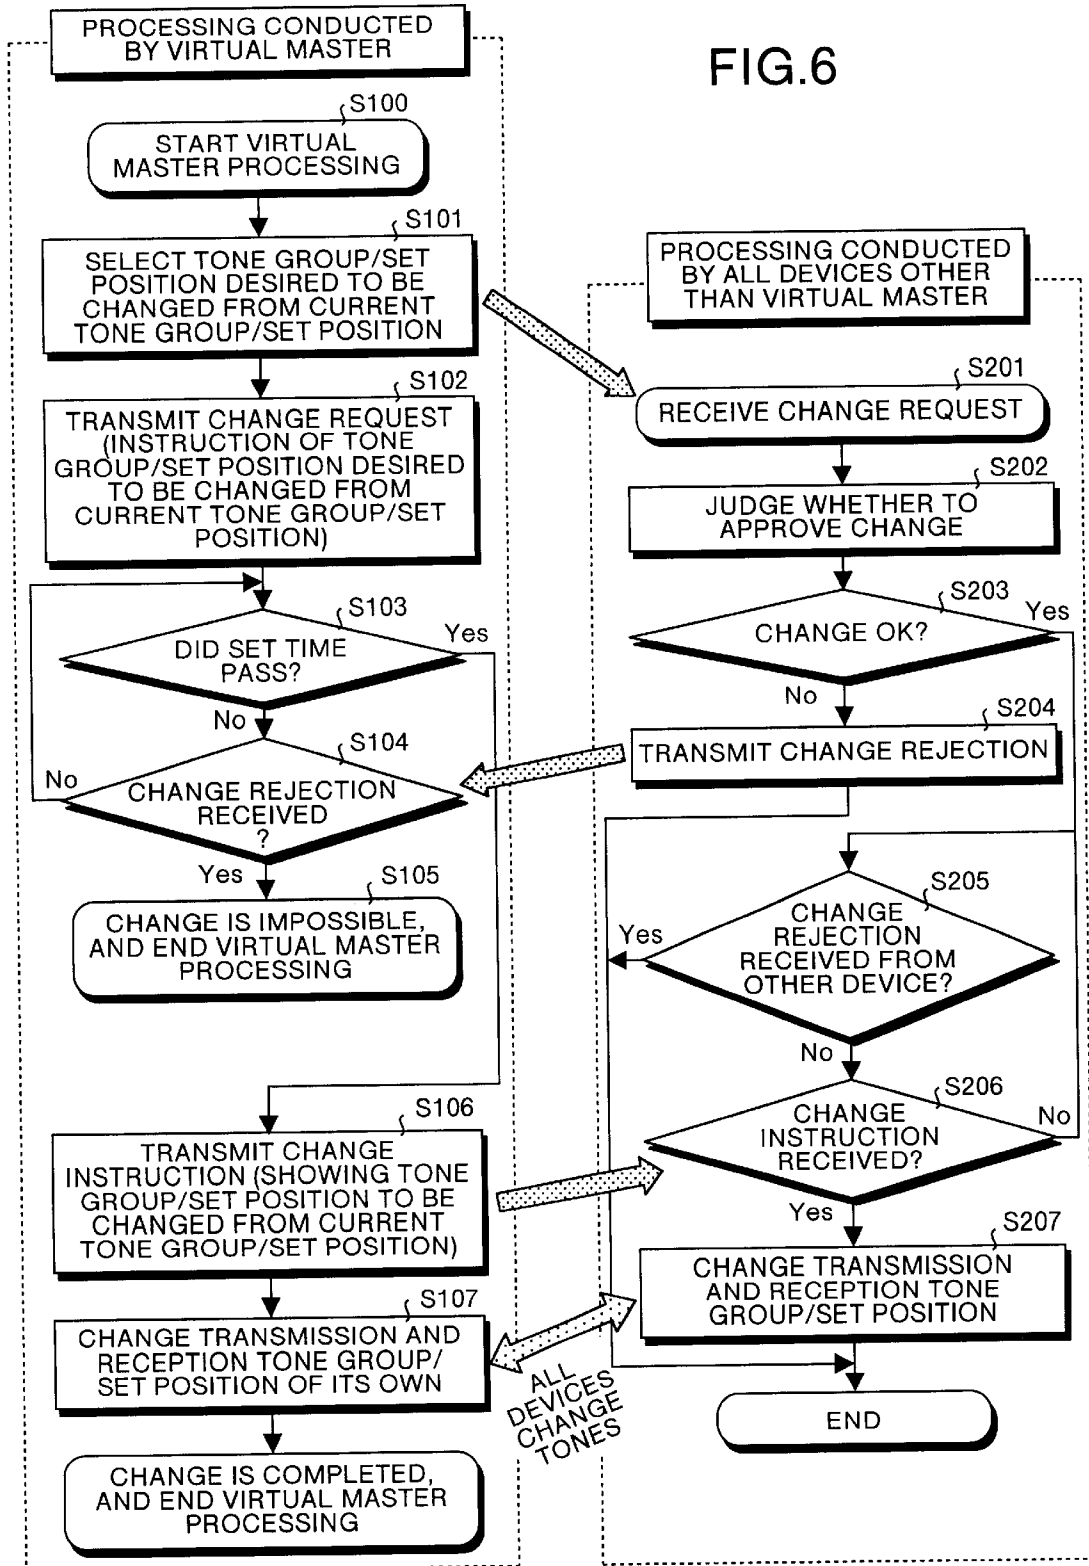 FIG.6
PROCESSING CONDUCTED
BY VIRTUAL MASTER
S100
START VIRTUAL
MASTER PROCESSING
S101
SELECT TONE GROUP/SET
POSITION DESIRED TO BE
CHANGED FROM CURRENT
TONE GROUP/SET POSITION
S102
TRANSMIT CHANGE REQUEST
(INSTRUCTION OF TONE
GROUP/SET POSITION DESIRED
TO BE CHANGED FROM
CURRENT TONE GROUP/SET
POSITION)
S103
DID SET TIME
PASS?
Yes
No
S104
CHANGE REJECTION
RECEIVED
?
No
Yes
S105
CHANGE IS IMPOSSIBLE,
AND END VIRTUAL MASTER
PROCESSING
S106
TRANSMIT CHANGE
INSTRUCTION (SHOWING TONE
GROUP/SET POSITION TO BE
CHANGED FROM CURRENT
TONE GROUP/SET POSITION)
S107
CHANGE TRANSMISSION AND
RECEPTION TONE GROUP/
SET POSITION OF ITS OWN
CHANGE IS COMPLETED,
AND END VIRTUAL MASTER
PROCESSING
ALL
DEVICES
CHANGE
TONES
PROCESSING CONDUCTED
BY ALL DEVICES OTHER
THAN VIRTUAL MASTER
S201
RECEIVE CHANGE REQUEST
S202
JUDGE WHETHER TO
APPROVE CHANGE
S203
CHANGE OK?
Yes
No
S204
TRANSMIT CHANGE REJECTION
S205
CHANGE
REJECTION
RECEIVED FROM
OTHER DEVICE?
Yes
No
S206
CHANGE
INSTRUCTION
RECEIVED?
No
Yes
S207
CHANGE TRANSMISSION
AND RECEPTION TONE
GROUP/SET POSITION
END